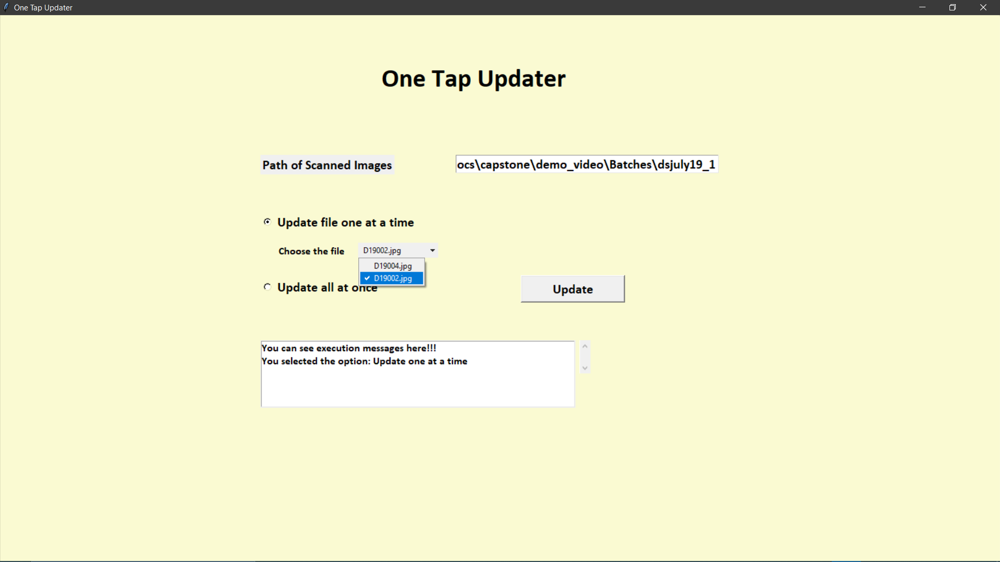 One Tap Updater
One Tap Updater
Path of Scanned Images
ocs\capstone\demo_video\Batches\dsjuly19_1
Update file one at a time
Choose the file
D19002.jpg
D19004.jpg
D19002.jpg
Update all at once
Update
You can see execution messages here!!!
You selected the option: Update one at a time